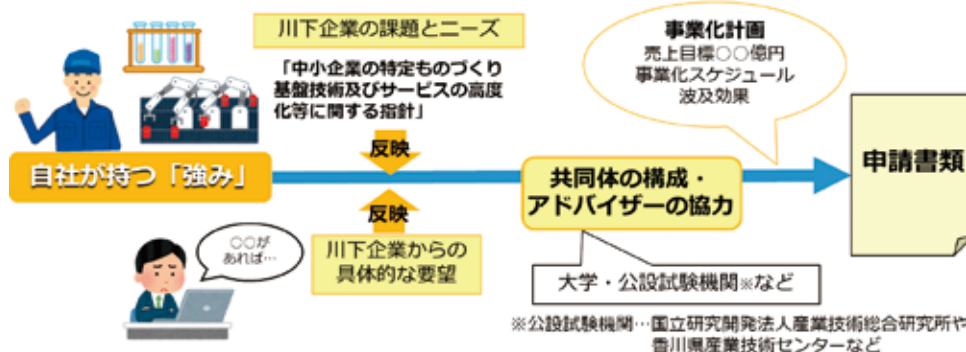 川下企業の課題とニーズ
「中小企業の特定ものづくり
基盤技術及びサービスの高度
化等に関する指針」
反映
自社が持つ「強み」
反映
川下企業からの
具体的な要望
○○が
あれば…
共同体の構成・
アドバイザーの協力
事業化計画
売上目標○○億円
事業化スケジュール
波及効果
申請書類
大学・公設試験機関※など
※公設試験機関…国立研究開発法人産業技術総合研究所や
香川県産業技術センターなど